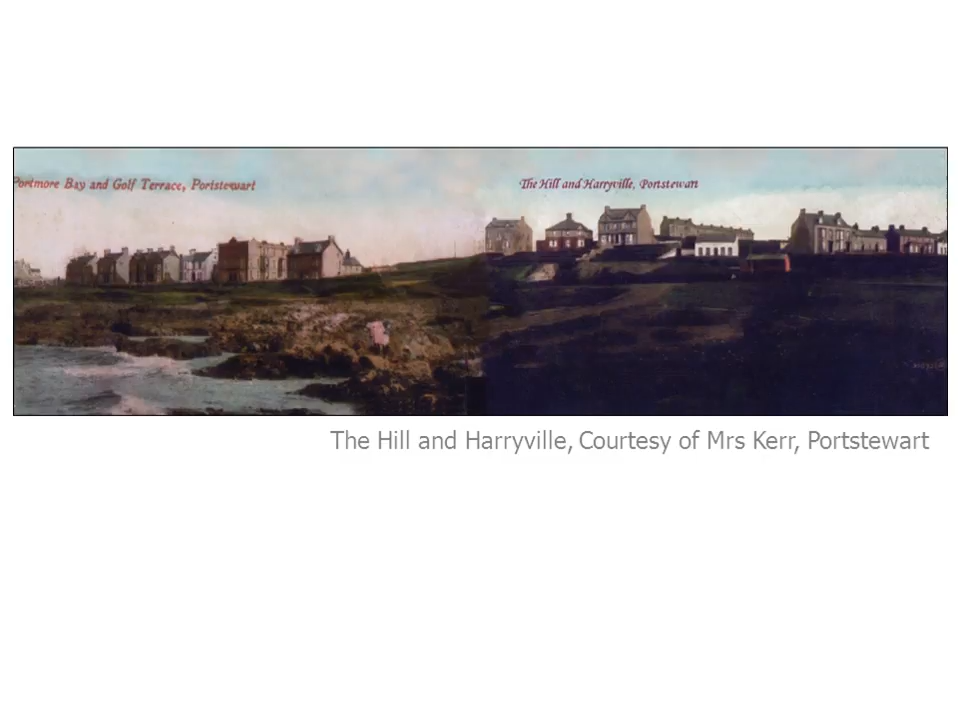 Portmore Bay and Golf Terrace, Portstewart
The Hill and Harryville, Portstewart
The Hill and Harryville, Courtesy of Mrs Kerr, Portstewart